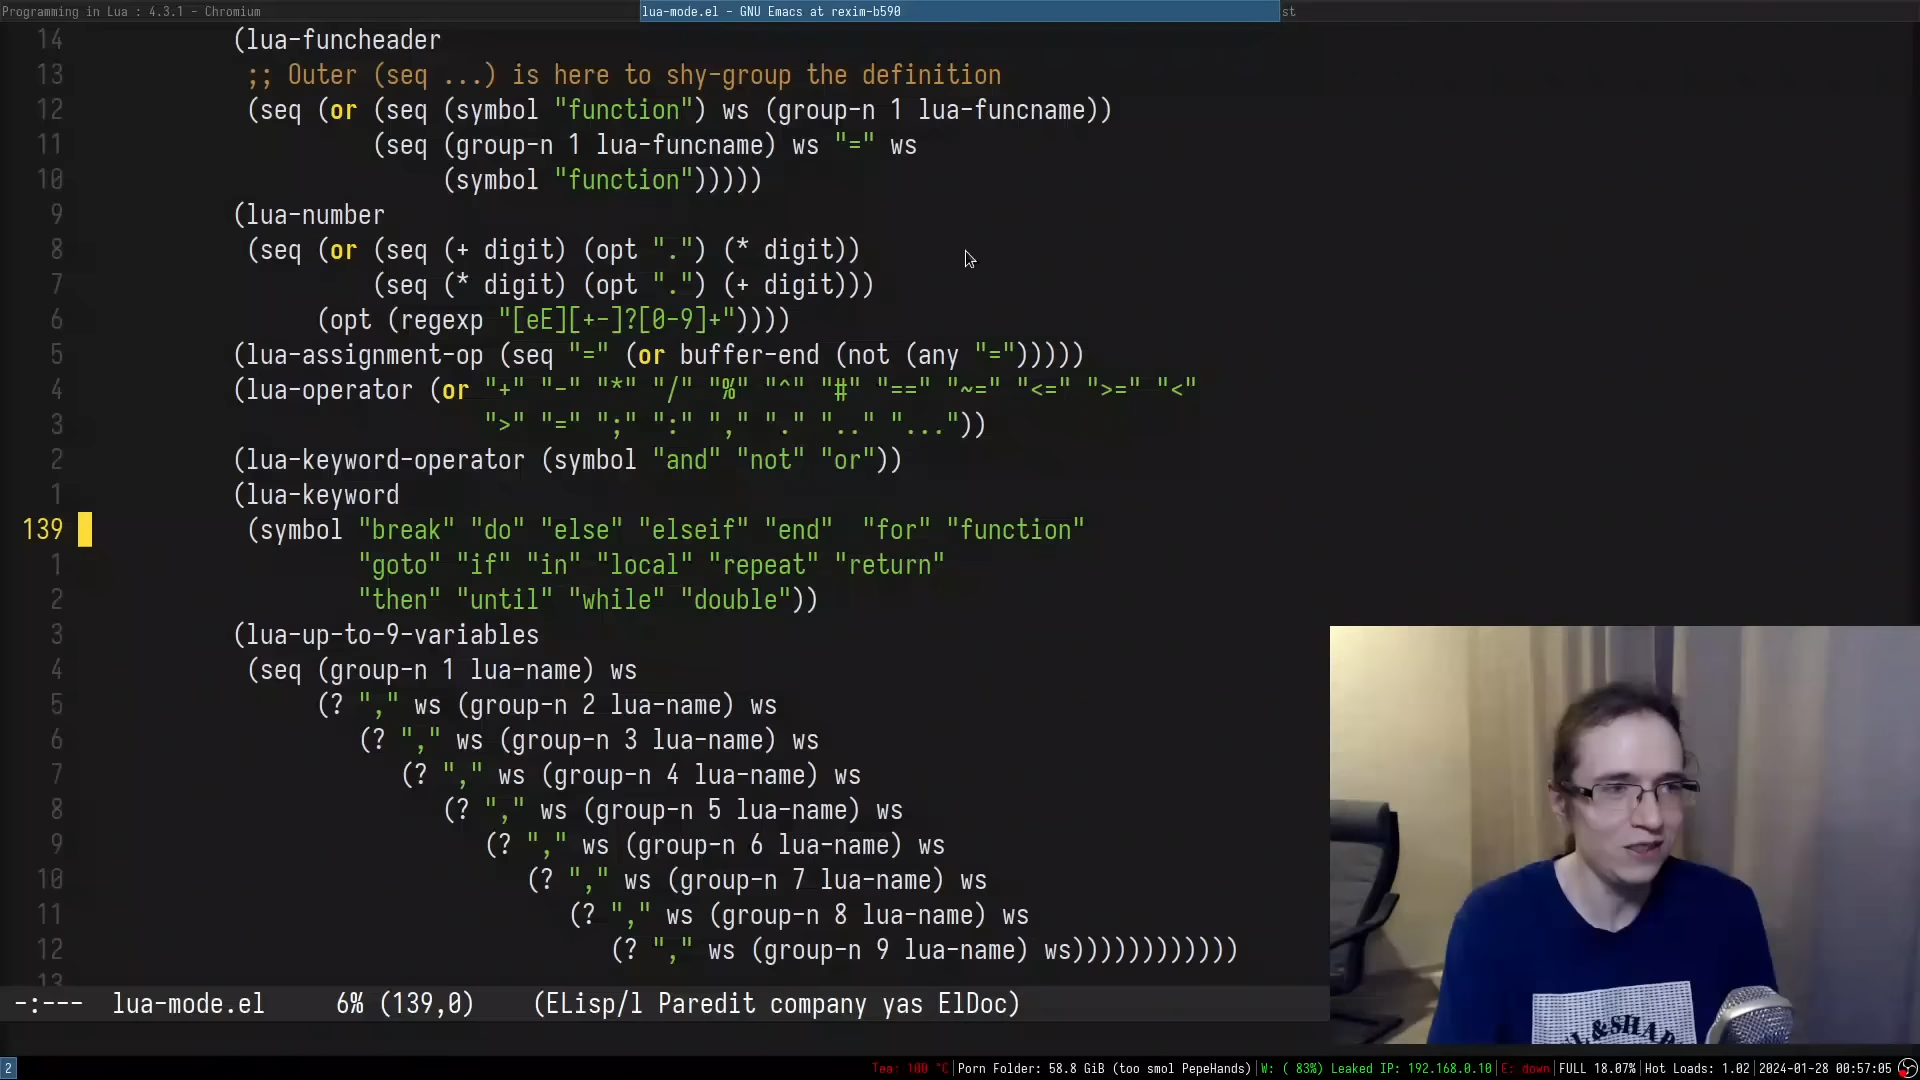 Programming in Lua : 4.3.1 - Chromium
lua-mode.el - GNU Emacs at rexim-b590
st
14 (lua-funcheader
13 ;; Outer (seq ...) is here to shy-group the definition
12 (seq (or (seq (symbol "function") ws (group-n 1 lua-funcname))
11 (seq (group-n 1 lua-funcname) ws "=" ws
10 (symbol "function")))))
9 (lua-number
8 (seq (or (seq (+ digit) (opt ".") (* digit))
7 (seq (* digit) (opt ".") (+ digit)))
6 (opt (regexp "[eE][+-]?[0-9]+"))))
5 (lua-assignment-op (seq "=" (or buffer-end (not (any "=")))))
4 (lua-operator (or "+" "-" "*" "/" "%" "^" "#" "==" "~=" "<=" ">=" "<"
3 ">" "=" ";" ":" "," "." ".." "..."))
2 (lua-keyword-operator (symbol "and" "not" "or"))
1 (lua-keyword
139 (symbol "break" "do" "else" "elseif" "end"  "for" "function"
1 "goto" "if" "in" "local" "repeat" "return"
2 "then" "until" "while" "double"))
3 (lua-up-to-9-variables
4 (seq (group-n 1 lua-name) ws
5 (? "," ws (group-n 2 lua-name) ws
6 (? "," ws (group-n 3 lua-name) ws
7 (? "," ws (group-n 4 lua-name) ws
8 (? "," ws (group-n 5 lua-name) ws
9 (? "," ws (group-n 6 lua-name) ws
10 (? "," ws (group-n 7 lua-name) ws
11 (? "," ws (group-n 8 lua-name) ws
12 (? "," ws (group-n 9 lua-name) ws))))))))))))
13
-:--- lua-mode.el 6% (139,0) (ELisp/l Paredit company yas ElDoc)
2
Tea: 100 °C|Porn Folder: 58.8 GiB (too smol PepeHands)|W: ( 83%) Leaked IP: 192.168.0.10|E: down|FULL 18.07%|Hot Loads: 1.02|2024-01-28 00:57:05